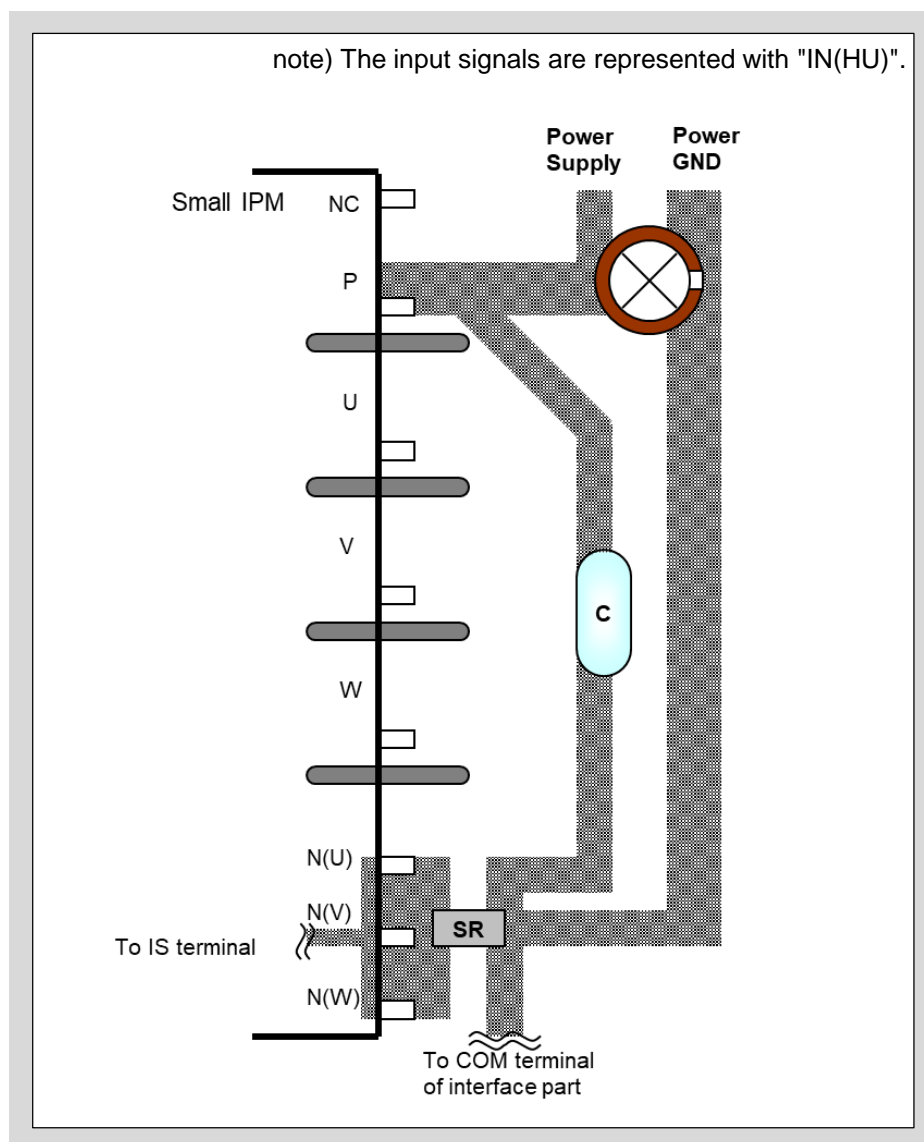 note) The input signals are represented with "IN(HU)".
Power
Supply
Power
GND
Small IPM
NC
P
U
V
C
W
N(U)
N(V)
SR
To IS terminal
N(W)
To COM terminal
of interface part